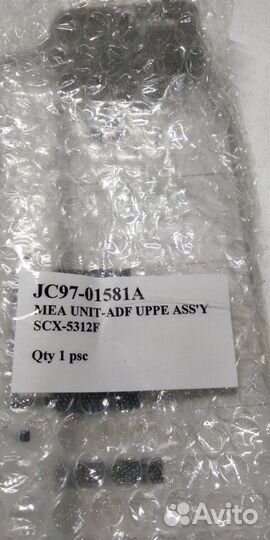 JC97-01581A
MEA UNIT-ADF UPPE ASS'Y
SCX-5312F
Qty 1 psc
Avito